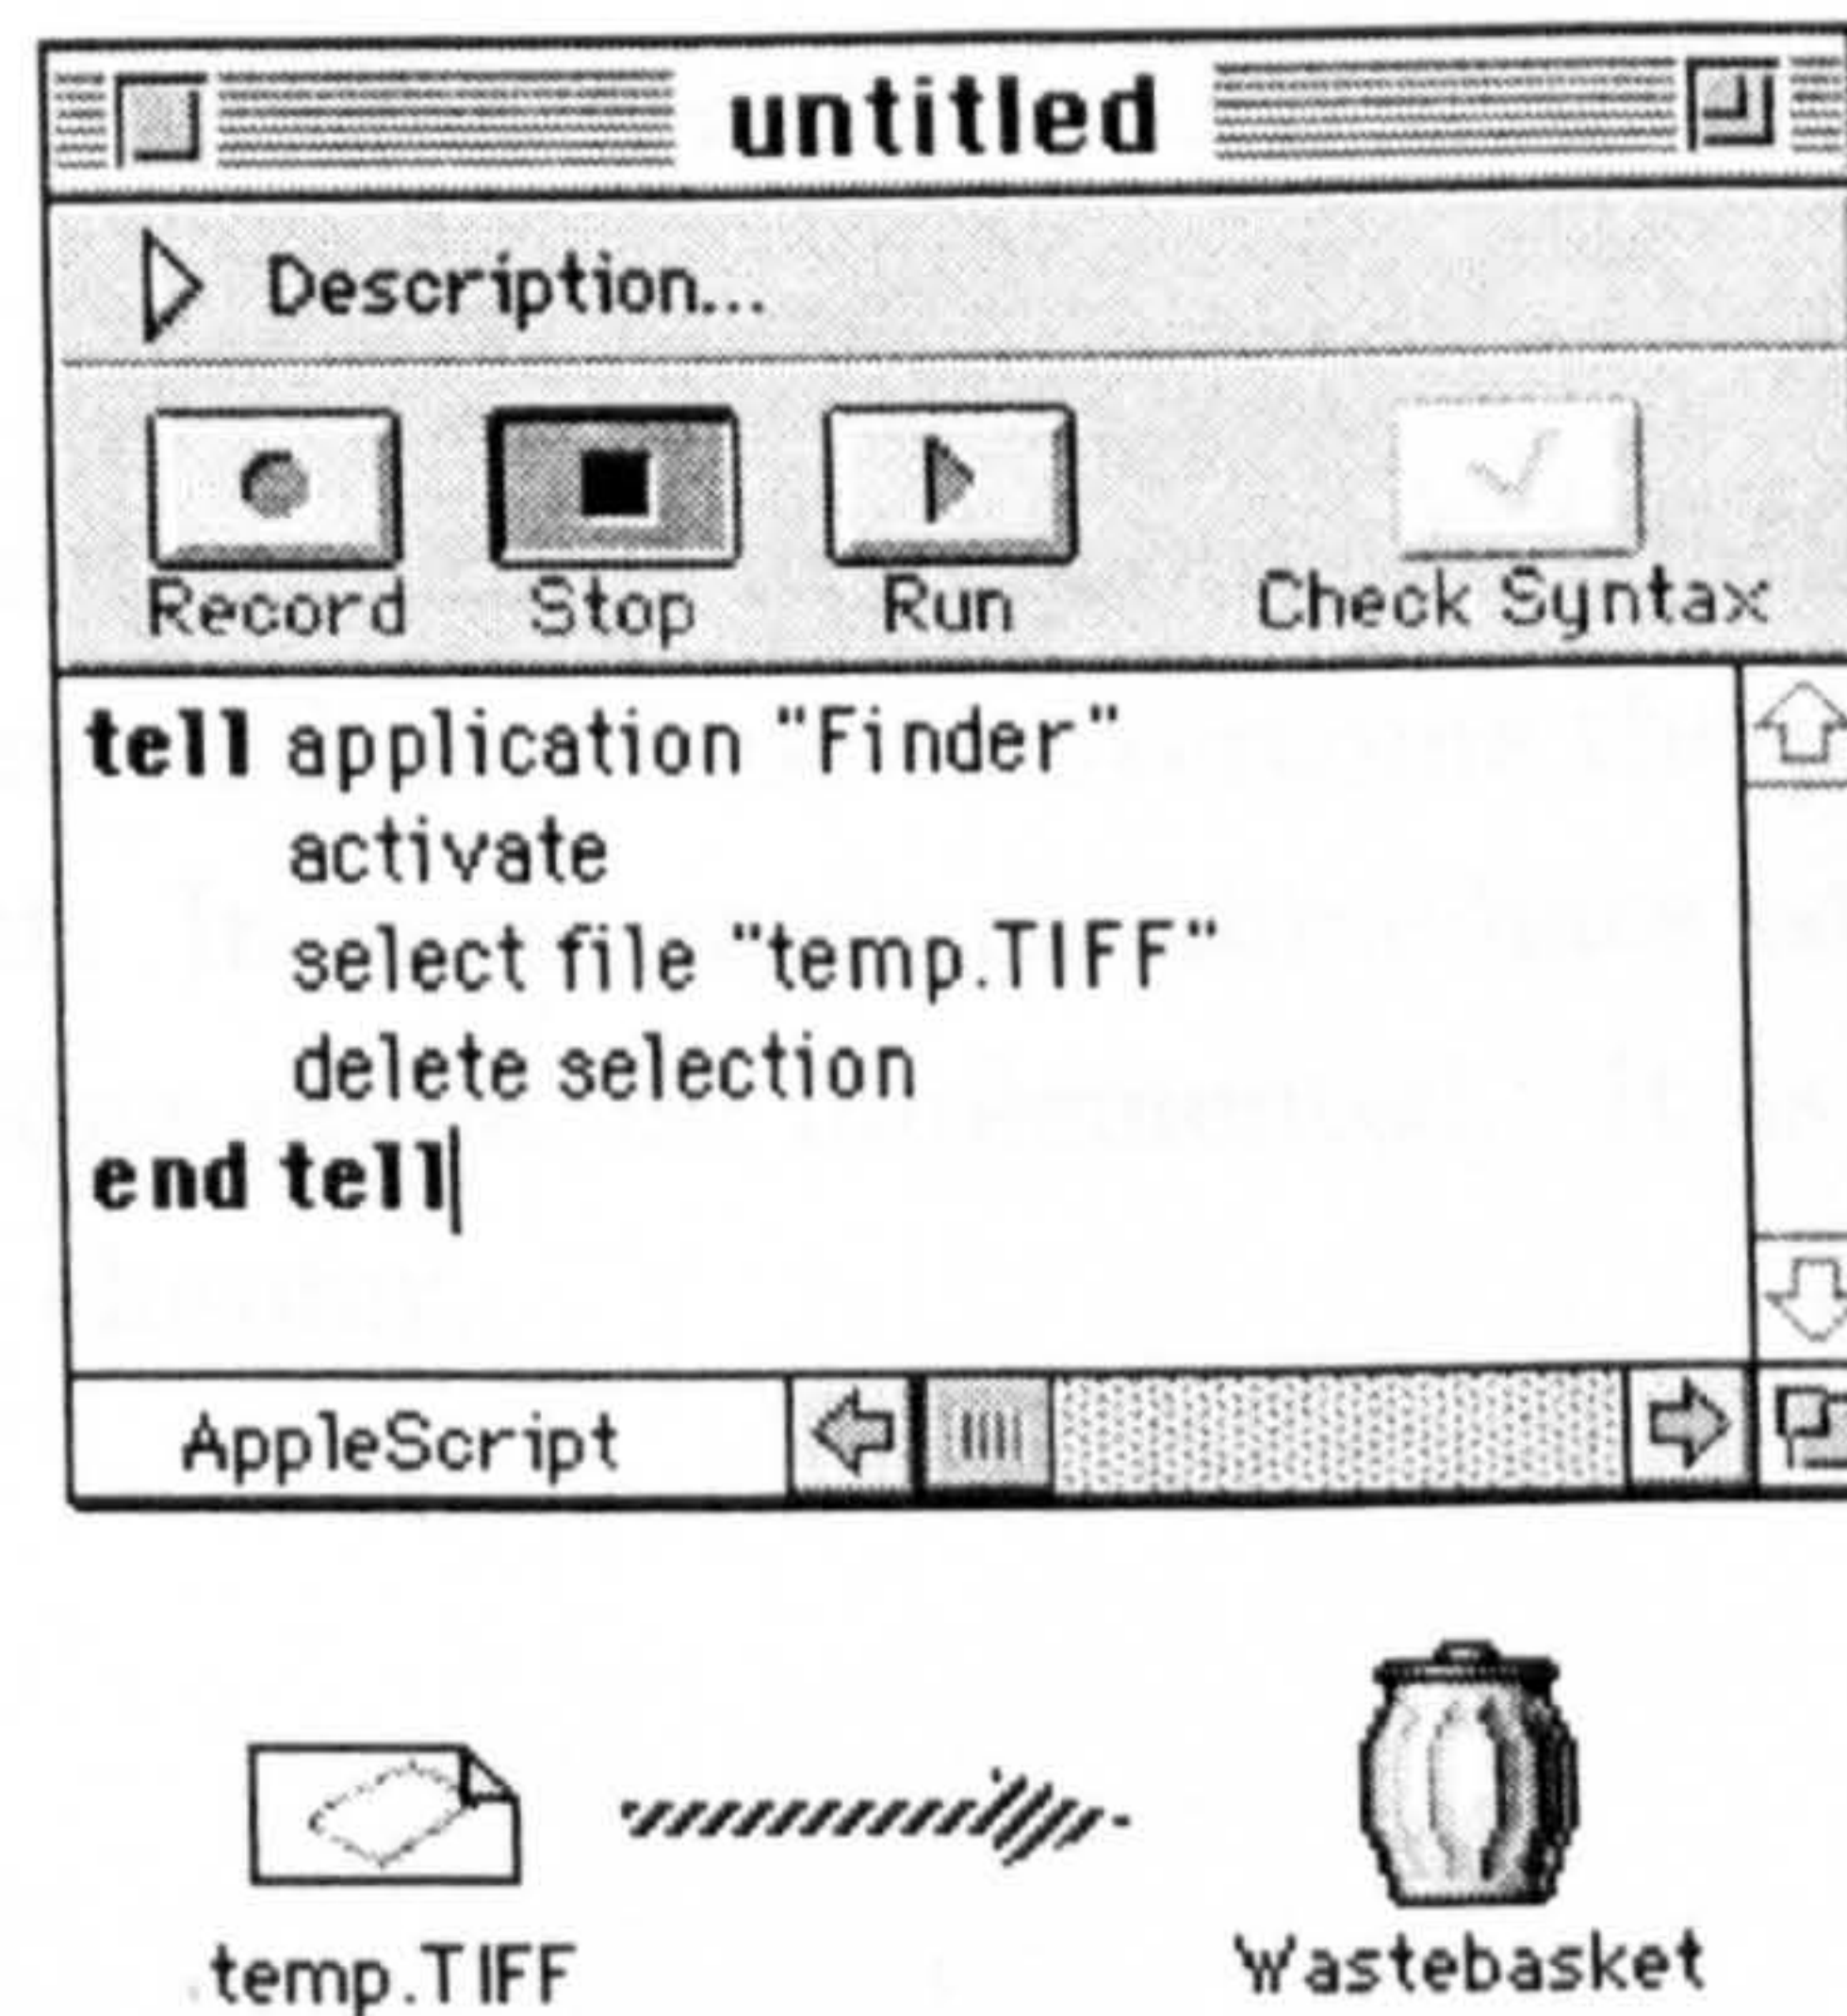 untitled
Description...
Record Stop Run Check Syntax
tell application "Finder"
activate
select file "temp.TIFF"
delete selection
end tell
AppleScript
temp.TIFF Wastebasket